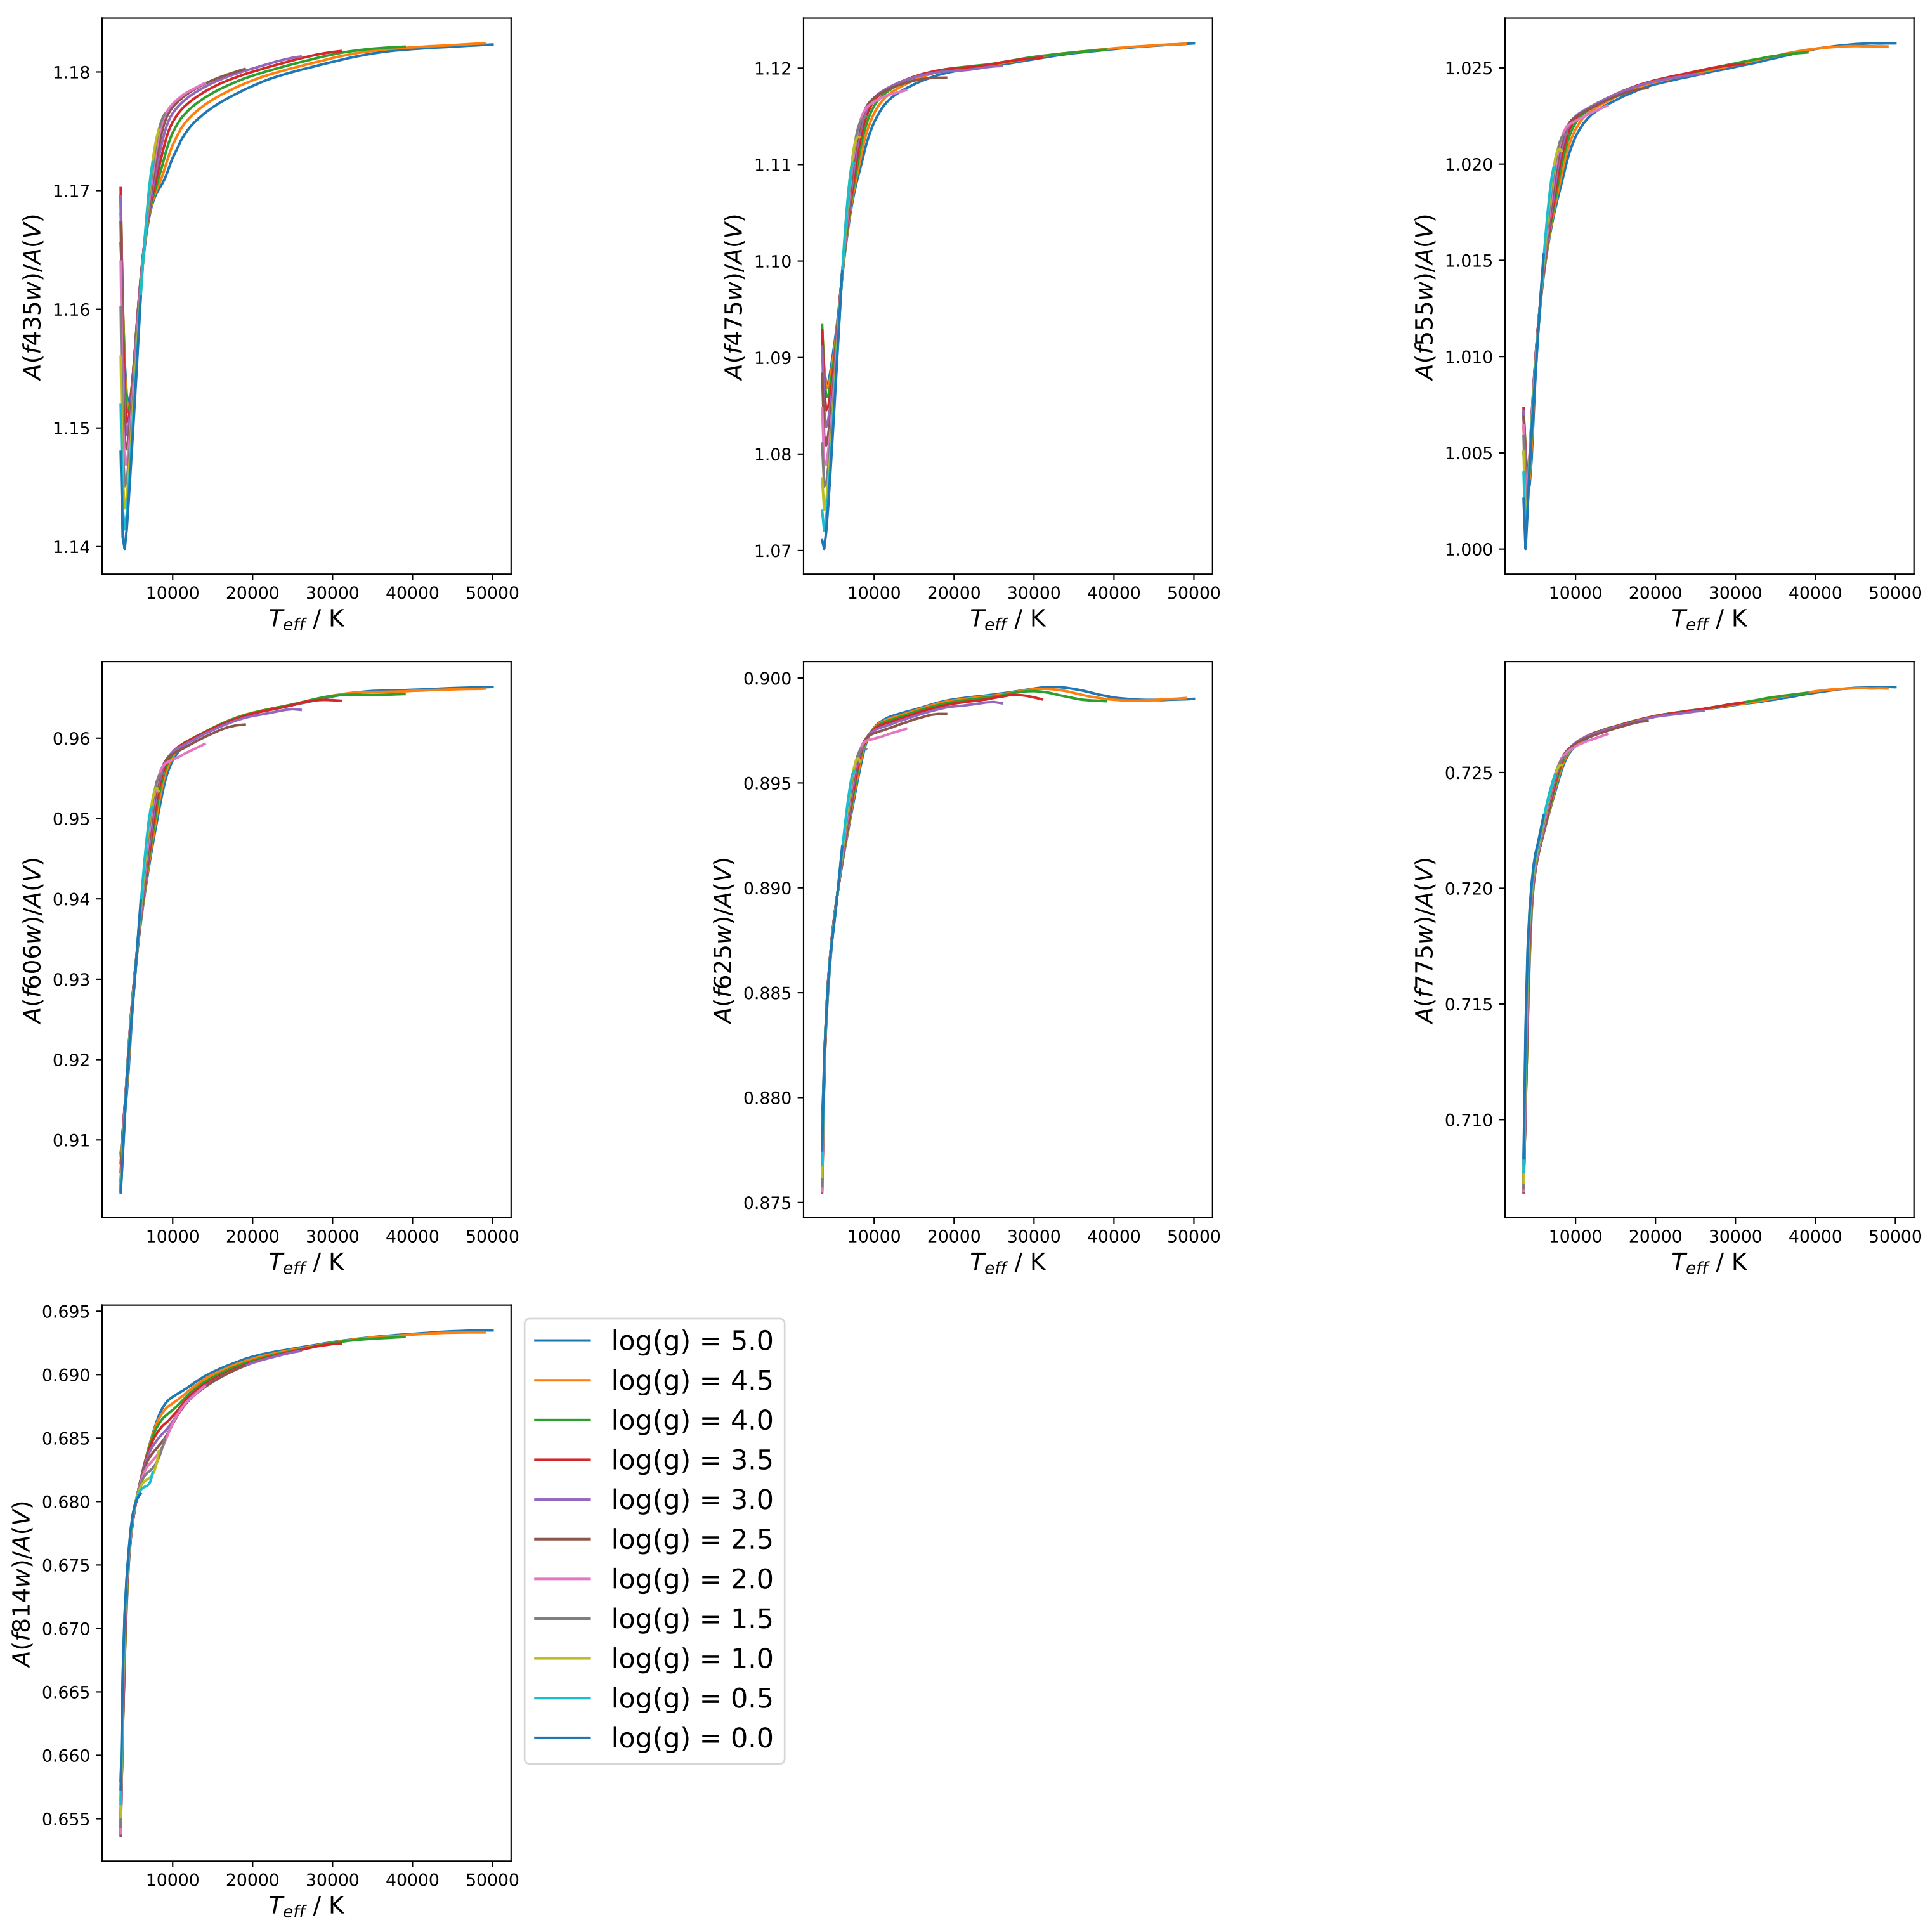 A(f435w)/A(V)
1.18
1.17
1.16
1.15
1.14
10000 20000 30000 40000 50000
T_eff / K
A(f475w)/A(V)
1.12
1.11
1.10
1.09
1.08
1.07
10000 20000 30000 40000 50000
T_eff / K
A(f555w)/A(V)
1.025
1.020
1.015
1.010
1.005
1.000
10000 20000 30000 40000 50000
T_eff / K
A(f606w)/A(V)
0.96
0.95
0.94
0.93
0.92
0.91
10000 20000 30000 40000 50000
T_eff / K
A(f625w)/A(V)
0.900
0.895
0.890
0.885
0.880
0.875
10000 20000 30000 40000 50000
T_eff / K
A(f775w)/A(V)
0.725
0.720
0.715
0.710
10000 20000 30000 40000 50000
T_eff / K
A(f814w)/A(V)
0.695
0.690
0.685
0.680
0.675
0.670
0.665
0.660
0.655
10000 20000 30000 40000 50000
T_eff / K
log(g) = 5.0
log(g) = 4.5
log(g) = 4.0
log(g) = 3.5
log(g) = 3.0
log(g) = 2.5
log(g) = 2.0
log(g) = 1.5
log(g) = 1.0
log(g) = 0.5
log(g) = 0.0